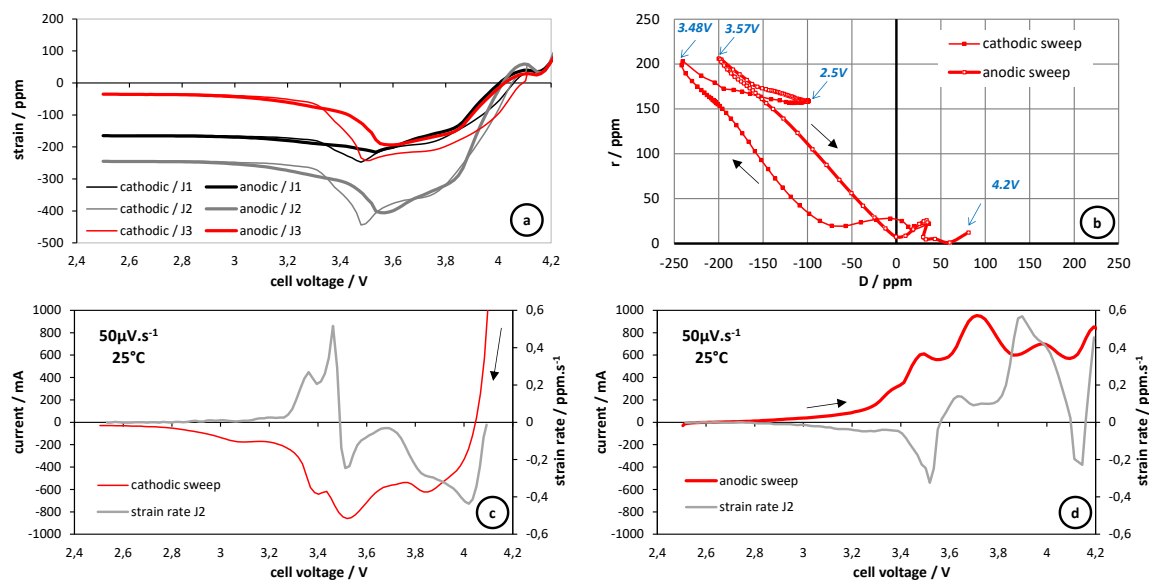 200
100
0
-100
-200
-300
-400
-500
strain / ppm
2,4 2,6 2,8 3 3,2 3,4 3,6 3,8 4 4,2
cell voltage / V
cathodic / J1 anodic / J1
cathodic / J2 anodic / J2
cathodic / J3 anodic / J3
a
250
200
150
100
50
0
r / ppm
-250 -200 -150 -100 -50 0 50 100 150 200 250
D / ppm
3.48V 3.57V
2.5V
4.2V
cathodic sweep
anodic sweep
b
1000
800
600
400
200
0
-200
-400
-600
-800
-1000
current / mA
50µV.s⁻¹
25°C
cathodic sweep
strain rate J2
0,6
0,4
0,2
0
-0,2
-0,4
-0,6
strain rate / ppm.s⁻¹
2,4 2,6 2,8 3 3,2 3,4 3,6 3,8 4 4,2
cell voltage / V
c
1000
800
600
400
200
0
-200
-400
-600
-800
-1000
current / mA
50µV.s⁻¹
25°C
anodic sweep
strain rate J2
0,6
0,4
0,2
0
-0,2
-0,4
-0,6
strain rate / ppm.s⁻¹
2,4 2,6 2,8 3 3,2 3,4 3,6 3,8 4 4,2
cell voltage / V
d